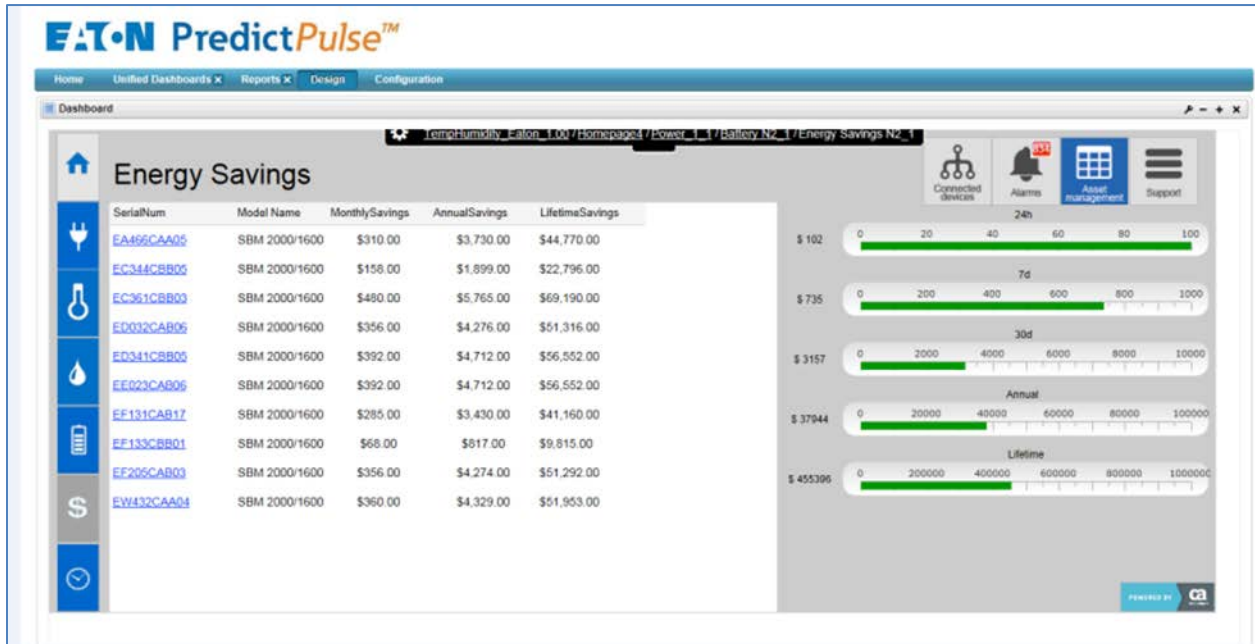 EATON PredictPulse™
Home Unified Dashboards x Reports x Design Configuration
Dashboard
TempHumidity_Eaton_1.00 / Homepage4 / Power_1_1 / Battery N2_1 / Energy Savings N2_1
Energy Savings
Connected devices Alarms Asset management Support
SerialNum Model Name MonthlySavings AnnualSavings LifetimeSavings
EA466CAA05 SBM 2000/1600 $310.00 $3,730.00 $44,770.00
EC344CBB05 SBM 2000/1600 $158.00 $1,899.00 $22,796.00
EC361CBB03 SBM 2000/1600 $480.00 $5,765.00 $69,190.00
ED032CAB06 SBM 2000/1600 $356.00 $4,276.00 $51,316.00
ED341CBB05 SBM 2000/1600 $392.00 $4,712.00 $56,552.00
EE023CAB06 SBM 2000/1600 $392.00 $4,712.00 $56,552.00
EF131CAB17 SBM 2000/1600 $285.00 $3,430.00 $41,160.00
EF133CBB01 SBM 2000/1600 $68.00 $817.00 $9,815.00
EF205CAB03 SBM 2000/1600 $356.00 $4,274.00 $51,292.00
EW432CAA04 SBM 2000/1600 $360.00 $4,329.00 $51,953.00
$
24h
$ 102 0 20 40 60 80 100
7d
$ 735 0 200 400 600 800 1000
30d
$ 3157 0 2000 4000 6000 8000 10000
Annual
$ 37944 0 20000 40000 60000 80000 100000
Lifetime
$ 455396 0 200000 400000 600000 800000 1000000
POWERED BY ca